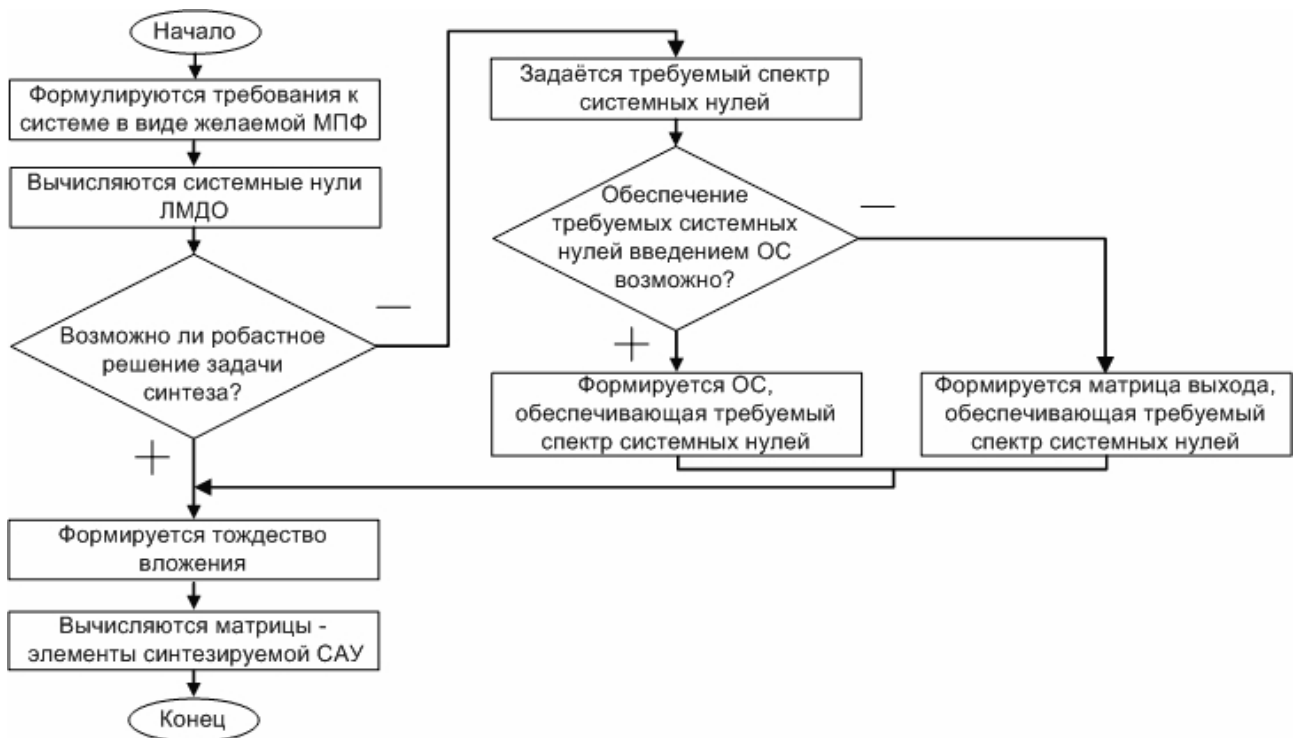 Начало
Формулируются требования к
системе в виде желаемой МПФ
Вычисляются системные нули
ЛМДО
Возможно ли робастное
решение задачи
синтеза?
—
+
Задаётся требуемый спектр
системных нулей
Обеспечение
требуемых системных
нулей введением ОС
возможно?
—
+
Формируется ОС,
обеспечивающая требуемый
спектр системных нулей
Формируется матрица выхода,
обеспечивающая требуемый
спектр системных нулей
Формируется тождество
вложения
Вычисляются матрицы -
элементы синтезируемой САУ
Конец